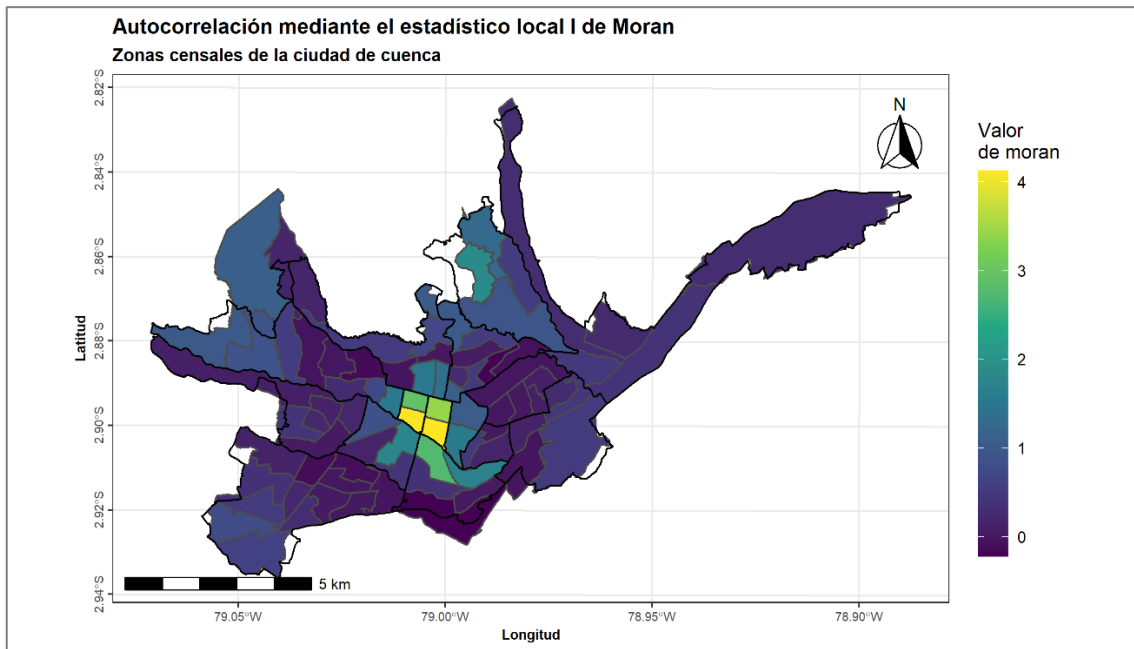 Autocorrelación mediante el estadístico local I de Moran
Zonas censales de la ciudad de cuenca
2.82°S
2.84°S
2.86°S
2.88°S
2.90°S
2.92°S
2.94°S
Latitud
N
Valor
de moran
4
3
2
1
0
5 km
79.05°W
79.00°W
78.95°W
78.90°W
Longitud